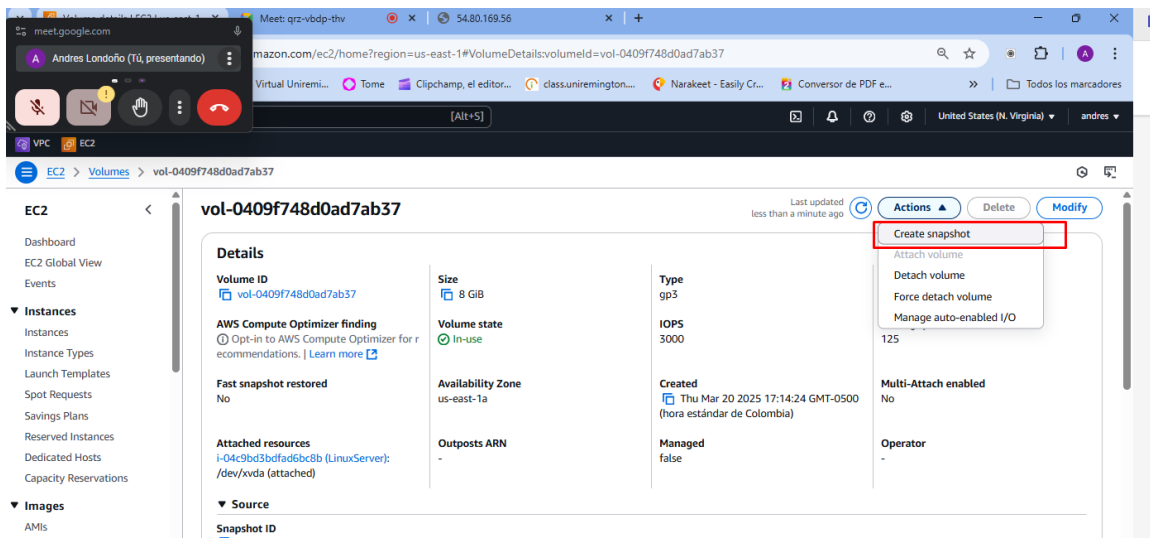 Meet: qrz-vbdp-thv
54.80.169.56
meet.google.com
Andres Londoño (Tú, presentando)
A
mazon.com/ec2/home?region=us-east-1#VolumeDetails:volumeId=vol-0409f748d0ad7ab37
A
Virtual Uniremi...
Tome
Clipchamp, el editor...
class.uniremington....
Narakeet - Easily Cr...
Conversor de PDF e...
»
Todos los marcadores
[Alt+S]
United States (N. Virginia)
andres
VPC
EC2
EC2 > Volumes > vol-0409f748d0ad7ab37
EC2
Dashboard
EC2 Global View
Events
Instances
Instances
Instance Types
Launch Templates
Spot Requests
Savings Plans
Reserved Instances
Dedicated Hosts
Capacity Reservations
Images
AMIs
vol-0409f748d0ad7ab37
Last updated
less than a minute ago
Actions
Delete
Modify
Create snapshot
Attach volume
Detach volume
Force detach volume
Manage auto-enabled I/O
Details
Volume ID
vol-0409f748d0ad7ab37
Size
8 GiB
Type
gp3
AWS Compute Optimizer finding
Opt-in to AWS Compute Optimizer for r
ecommendations. | Learn more
Volume state
In-use
IOPS
3000
125
Fast snapshot restored
No
Availability Zone
us-east-1a
Created
Thu Mar 20 2025 17:14:24 GMT-0500
(hora estándar de Colombia)
Multi-Attach enabled
No
Attached resources
i-04c9bd3bdfad6bc8b (LinuxServer):
/dev/xvda (attached)
Outposts ARN
-
Managed
false
Operator
-
Source
Snapshot ID